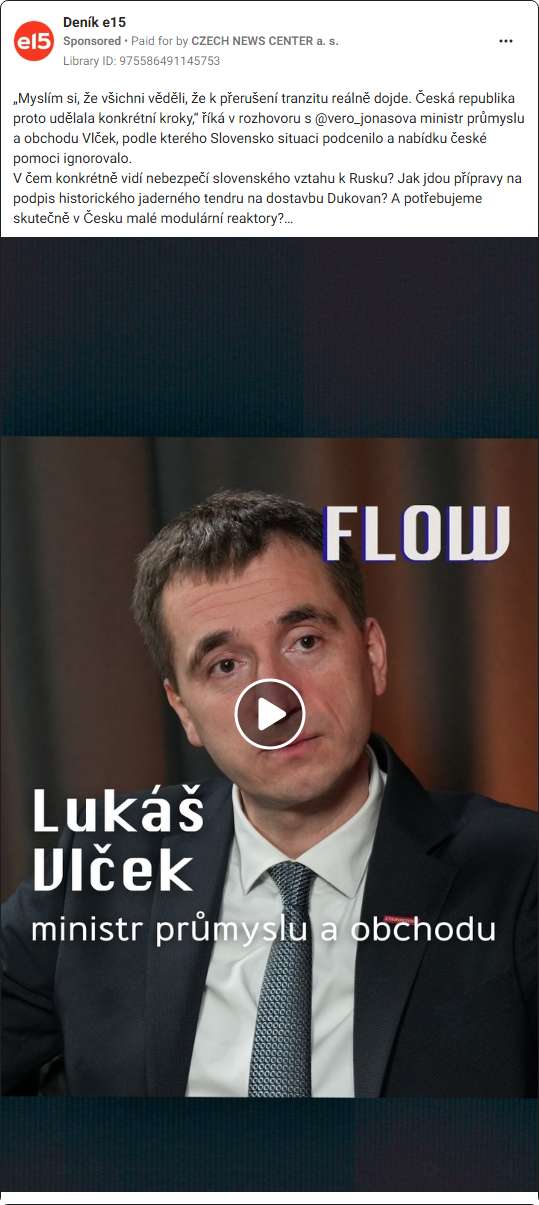 e15
Deník e15
Sponsored • Paid for by CZECH NEWS CENTER a. s.
Library ID: 975586491145753
„Myslím si, že všichni věděli, že k přerušení tranzitu reálně dojde. Česká republika
proto udělala konkrétní kroky,“ říká v rozhovoru s @vero_jonasova ministr průmyslu
a obchodu Vlček, podle kterého Slovensko situaci podcenilo a nabídku české
pomoci ignorovalo.
V čem konkrétně vidí nebezpečí slovenského vztahu k Rusku? Jak jdou přípravy na
podpis historického jaderného tendru na dostavbu Dukovan? A potřebujeme
skutečně v Česku malé modulární reaktory?...
FLOW
Lukáš
Vlček
ministr průmyslu a obchodu